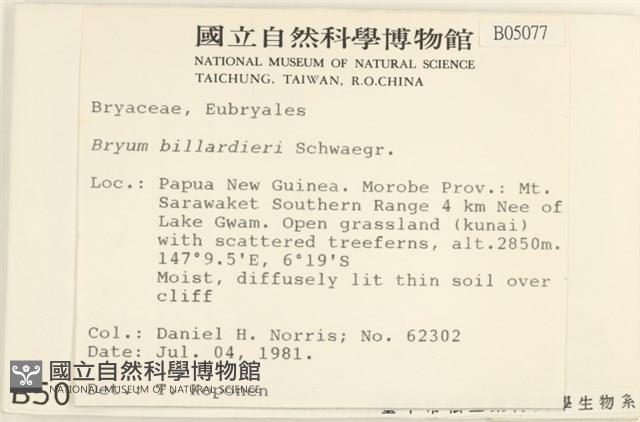 國立自然科學博物館
B05077
NATIONAL MUSEUM OF NATURAL SCIENCE
TAICHUNG, TAIWAN, R.O.CHINA
Bryaceae, Eubryales
Bryum billardieri Schwaegr.
Loc.: Papua New Guinea. Morobe Prov.: Mt.
Sarawaket Southern Range 4 km Nee of
Lake Gwam. Open grassland (kunai)
with scattered treeferns, alt.2850m.
147°9.5'E, 6°19'S
Moist, diffusely lit thin soil over
cliff
Col.: Daniel H. Norris; No. 62302
Date: Jul. 04, 1981.
國立自然科學博物館
NATIONAL MUSEUM OF NATURAL SCIENCE
Det.: T. Koponen
B50
學生物系